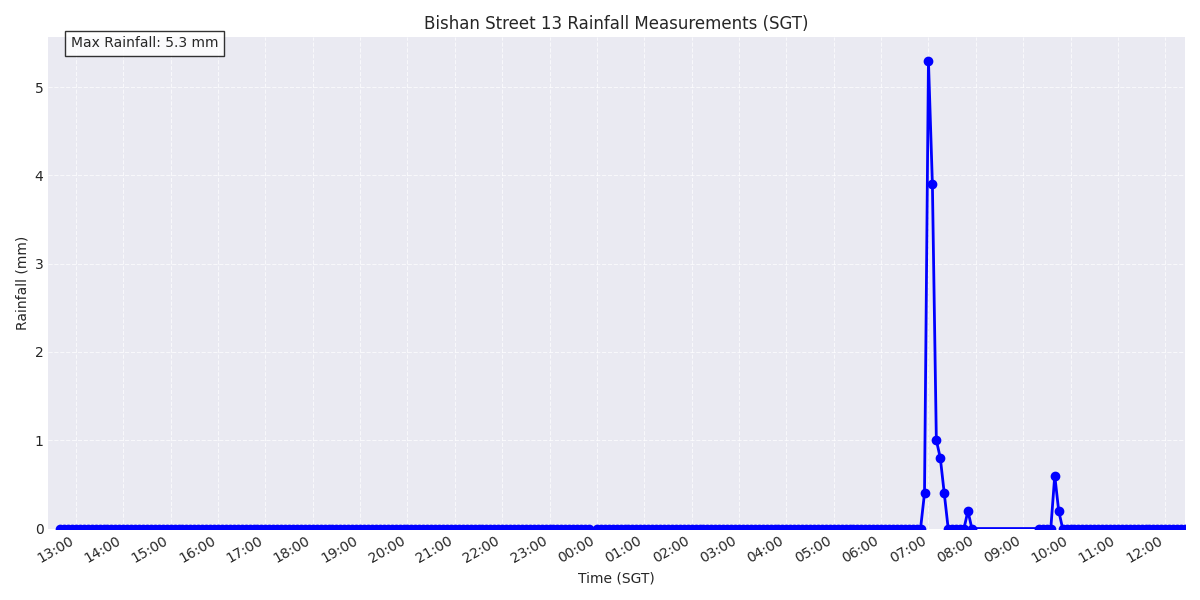 Bishan Street 13 Rainfall Measurements (SGT)
Max Rainfall: 5.3 mm
Rainfall (mm)
5
4
3
2
1
0
13:00 14:00 15:00 16:00 17:00 18:00 19:00 20:00 21:00 22:00 23:00 00:00 01:00 02:00 03:00 04:00 05:00 06:00 07:00 08:00 09:00 10:00 11:00 12:00
Time (SGT)